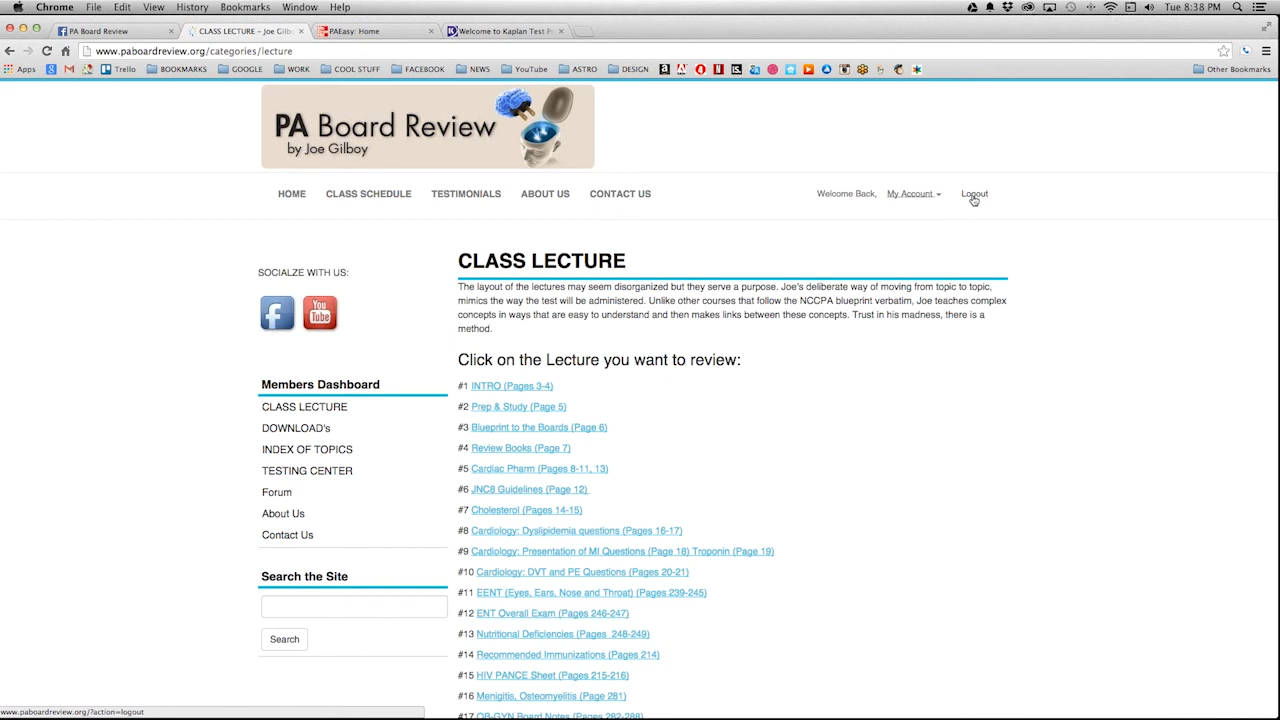 Chrome File Edit View History Bookmarks Window Help Tue 8:38 PM
PA Board Review CLASS LECTURE – Joe Gilb PAEasy: Home Welcome to Kaplan Test P
www.paboardreview.org/categories/lecture
Apps Trello BOOKMARKS GOOGLE WORK COOL STUFF FACEBOOK NEWS YouTube ASTRO DESIGN Other Bookmarks
PA Board Review
by Joe Gilboy
HOME CLASS SCHEDULE TESTIMONIALS ABOUT US CONTACT US Welcome Back, My Account Logout
SOCIALZE WITH US:
You Tube
Members Dashboard
CLASS LECTURE
DOWNLOAD's
INDEX OF TOPICS
TESTING CENTER
Forum
About Us
Contact Us
Search the Site
Search
CLASS LECTURE
The layout of the lectures may seem disorganized but they serve a purpose. Joe's deliberate way of moving from topic to topic,
mimics the way the test will be administered. Unlike other courses that follow the NCCPA blueprint verbatim, Joe teaches complex
concepts in ways that are easy to understand and then makes links between these concepts. Trust in his madness, there is a
method.
Click on the Lecture you want to review:
#1 INTRO (Pages 3-4)
#2 Prep & Study (Page 5)
#3 Blueprint to the Boards (Page 6)
#4 Review Books (Page 7)
#5 Cardiac Pharm (Pages 8-11, 13)
#6 JNC8 Guidelines (Page 12)
#7 Cholesterol (Pages 14-15)
#8 Cardiology: Dyslipidemia questions (Pages 16-17)
#9 Cardiology: Presentation of MI Questions (Page 18) Troponin (Page 19)
#10 Cardiology: DVT and PE Questions (Pages 20-21)
#11 EENT (Eyes, Ears, Nose and Throat) (Pages 239-245)
#12 ENT Overall Exam (Pages 246-247)
#13 Nutritional Deficiencies (Pages 248-249)
#14 Recommended Immunizations (Pages 214)
#15 HIV PANCE Sheet (Pages 215-216)
#16 Menigitis, Osteomyelitis (Page 281)
#17 OB-GYN Board Notes (Pages 282-288)
www.paboardreview.org/?action=logout